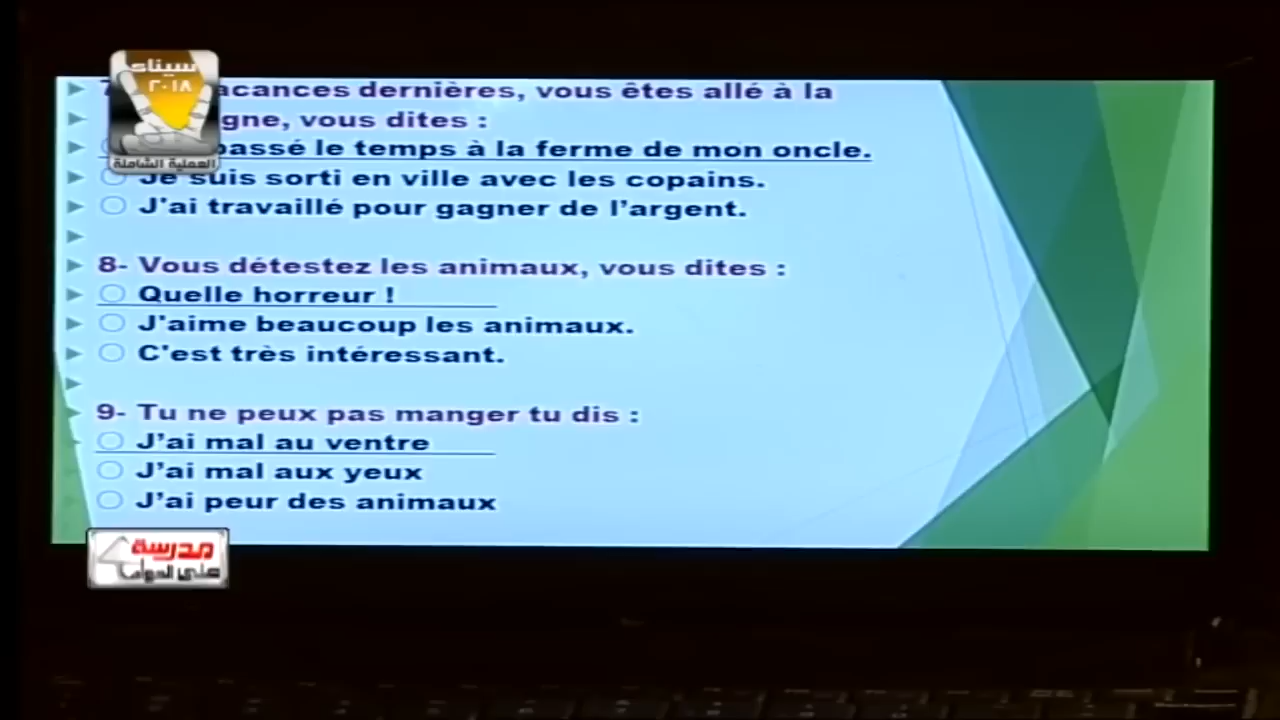 سيناء
٢٠١٨
العملية الشاملة
acances dernières, vous êtes allé à la
gne, vous dites :
passé le temps à la ferme de mon oncle.
Je suis sorti en ville avec les copains.
J'ai travaillé pour gagner de l’argent.
8- Vous détestez les animaux, vous dites :
Quelle horreur !
J'aime beaucoup les animaux.
C'est très intéressant.
9- Tu ne peux pas manger tu dis :
J’ai mal au ventre
J’ai mal aux yeux
J’ai peur des animaux
مدرسة
على الهواء